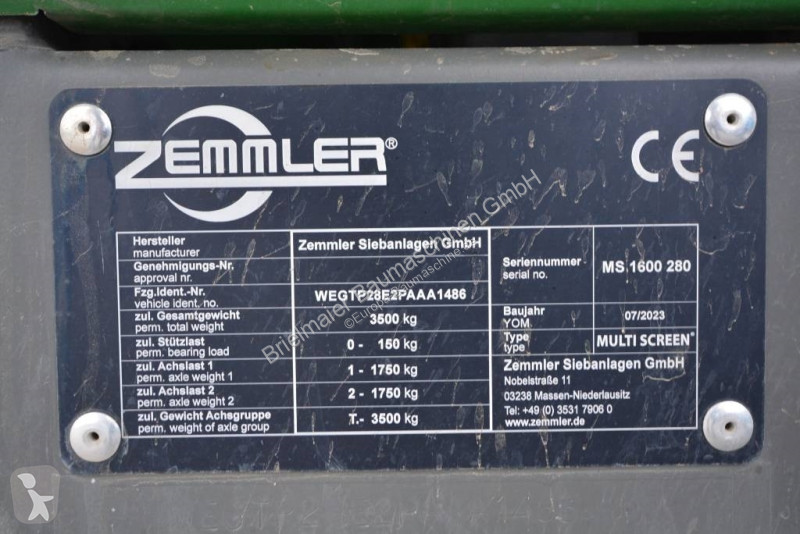 ZEMMLER®
CE
Hersteller
manufacturer
Zemmler Siebanlagen GmbH
Genehmigungs-Nr.
approval nr.
Fzg.Ident.-Nr.
vehicle ident. no.
WEGTP28E2PAAA1486
zul. Gesamtgewicht
perm. total weight
3500 kg
zul. Stützlast
perm. bearing load
0 - 150 kg
zul. Achslast 1
perm. axle weight 1
1 - 1750 kg
zul. Achslast 2
perm. axle weight 2
2 - 1750 kg
zul. Gewicht Achsgruppe
perm. weight of axle group
T.- 3500 kg
Seriennummer
serial no.
MS 1600 280
Baujahr
YOM
07/2023
Type
type
MULTI SCREEN®
Zemmler Siebanlagen GmbH
Nobelstraße 11
03238 Massen-Niederlausitz
Tel: +49 (0) 3531 7906 0
www.zemmler.de
Brielmaier Baumaschinen GmbH